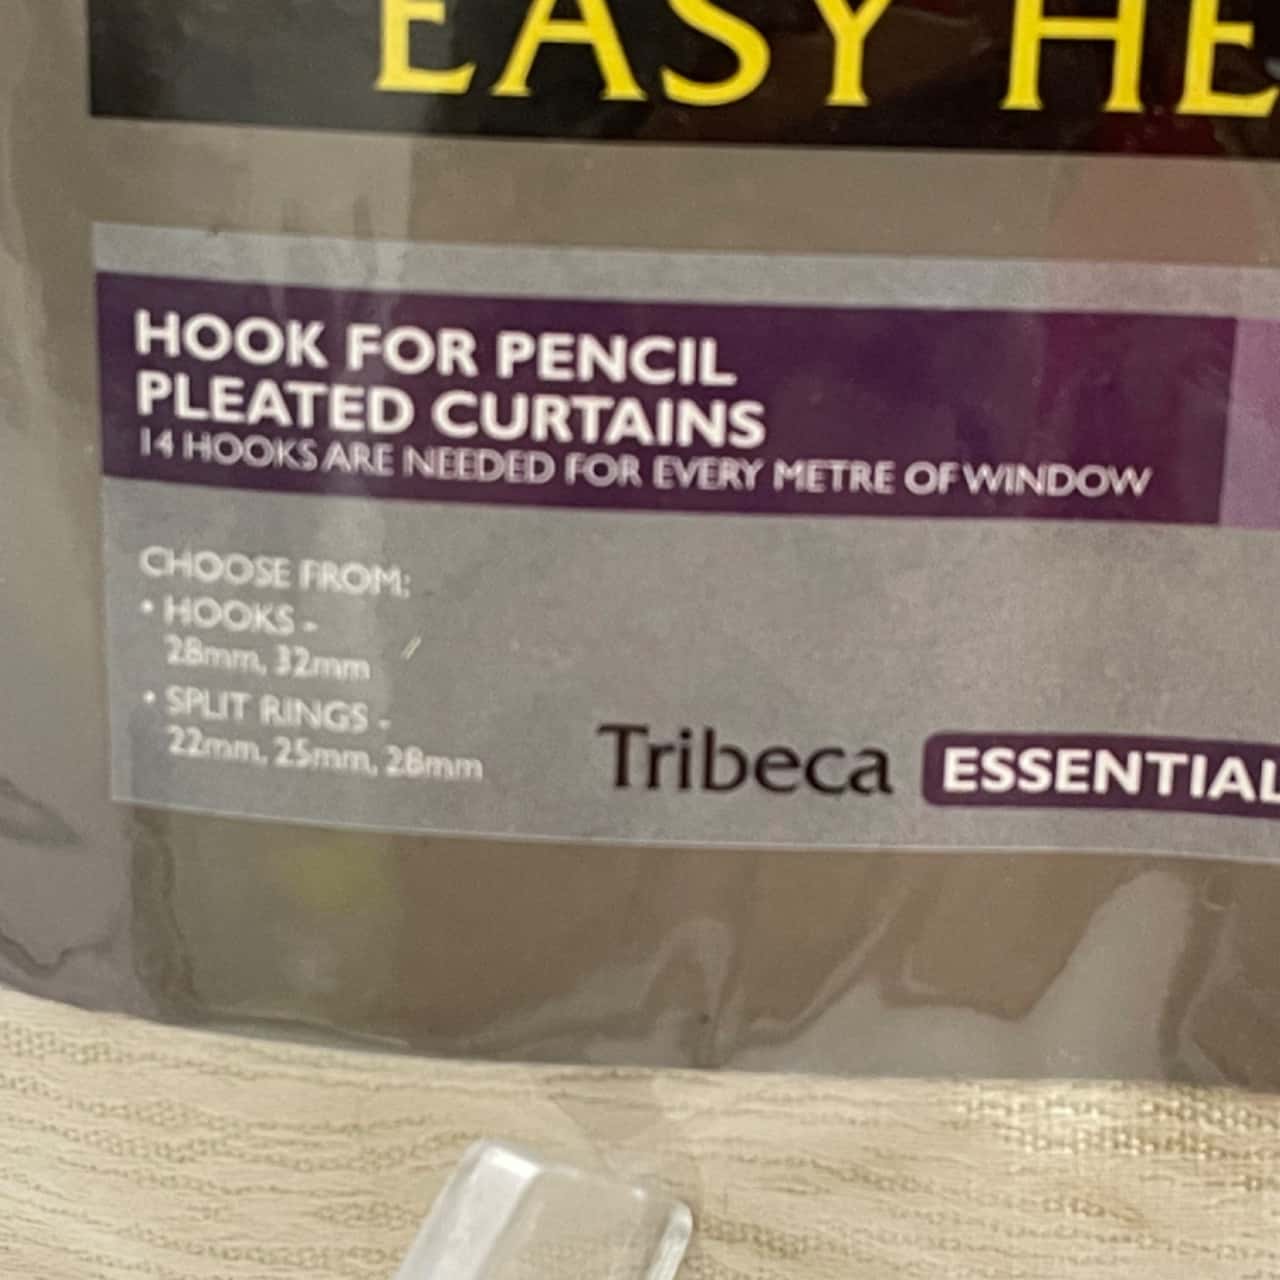 EASY HE
HOOK FOR PENCIL
PLEATED CURTAINS
14 HOOKS ARE NEEDED FOR EVERY METRE OF WINDOW
CHOOSE FROM:
• HOOKS -
28mm, 32mm
• SPLIT RINGS -
22mm, 25mm, 28mm
Tribeca ESSENTIAL